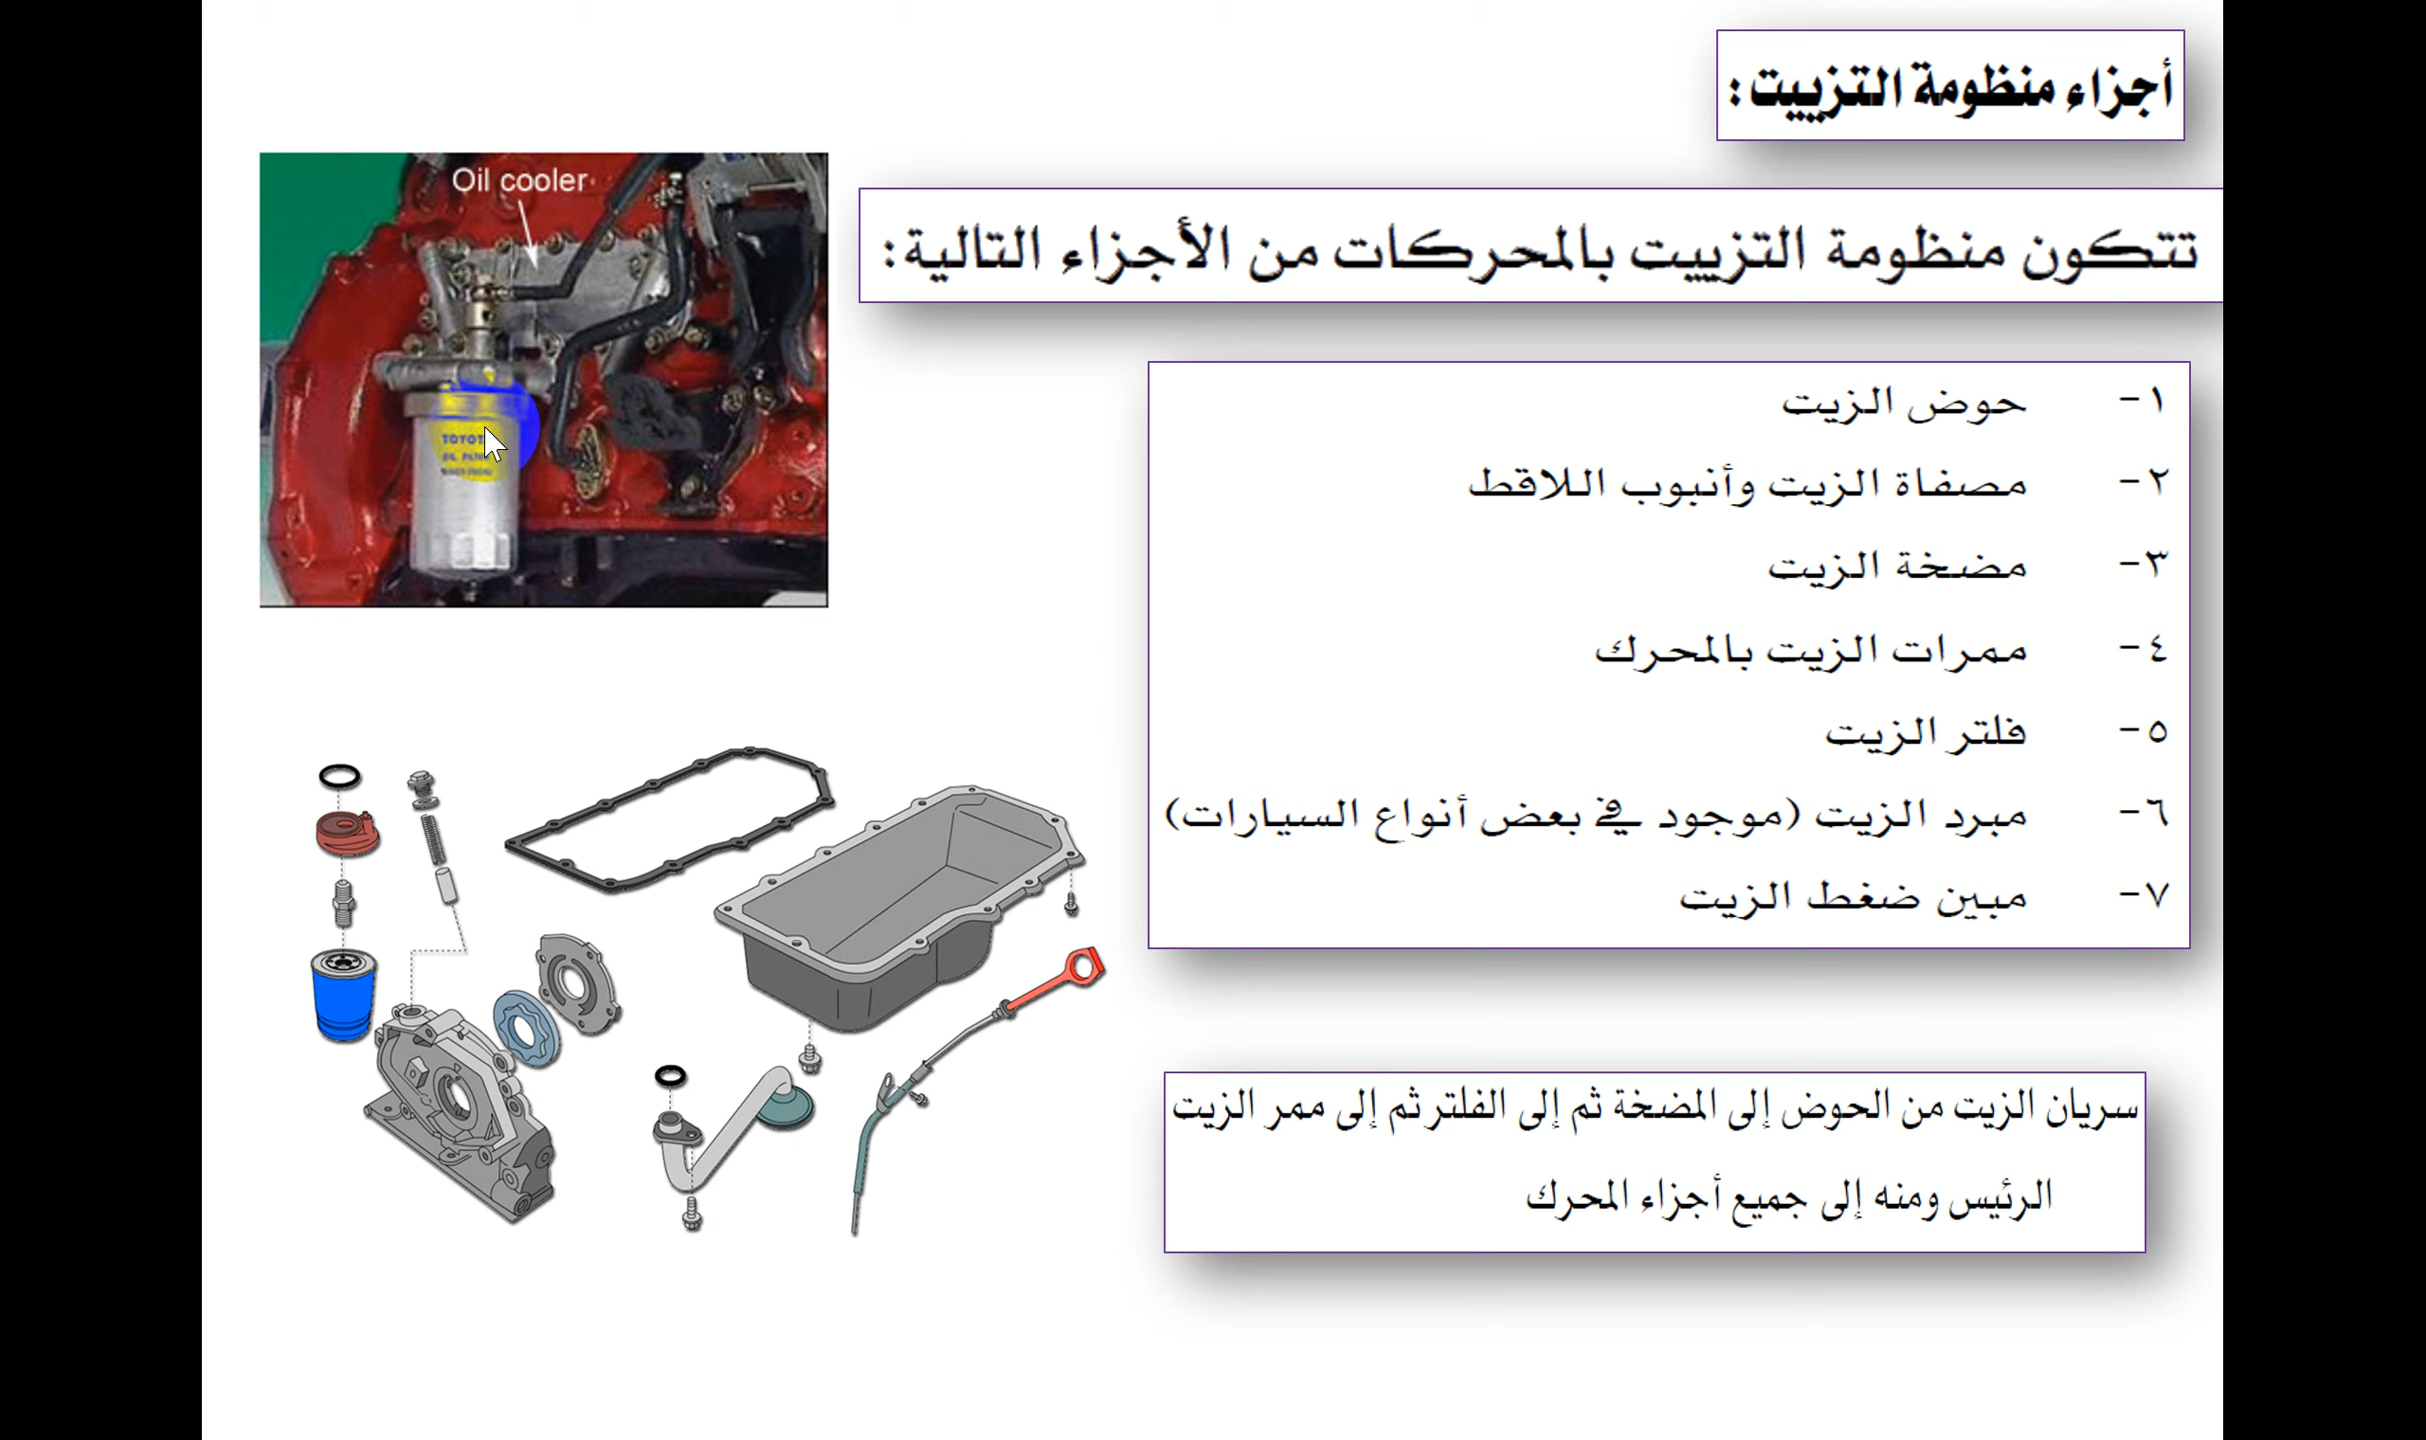 أجزاء منظومة التزييت:
تتكون منظومة التزييت بالمحركات من الأجزاء التالية:
١- حوض الزيت
٢- مصفاة الزيت وأنبوب اللاقط
٣- مضخة الزيت
٤- ممرات الزيت بالمحرك
٥- فلتر الزيت
٦- مبرد الزيت (موجود في بعض أنواع السيارات)
٧- مبين ضغط الزيت
سريان الزيت من الحوض إلى المضخة ثم إلى الفلتر ثم إلى ممر الزيت
الرئيس ومنه إلى جميع أجزاء المحرك
Oil cooler